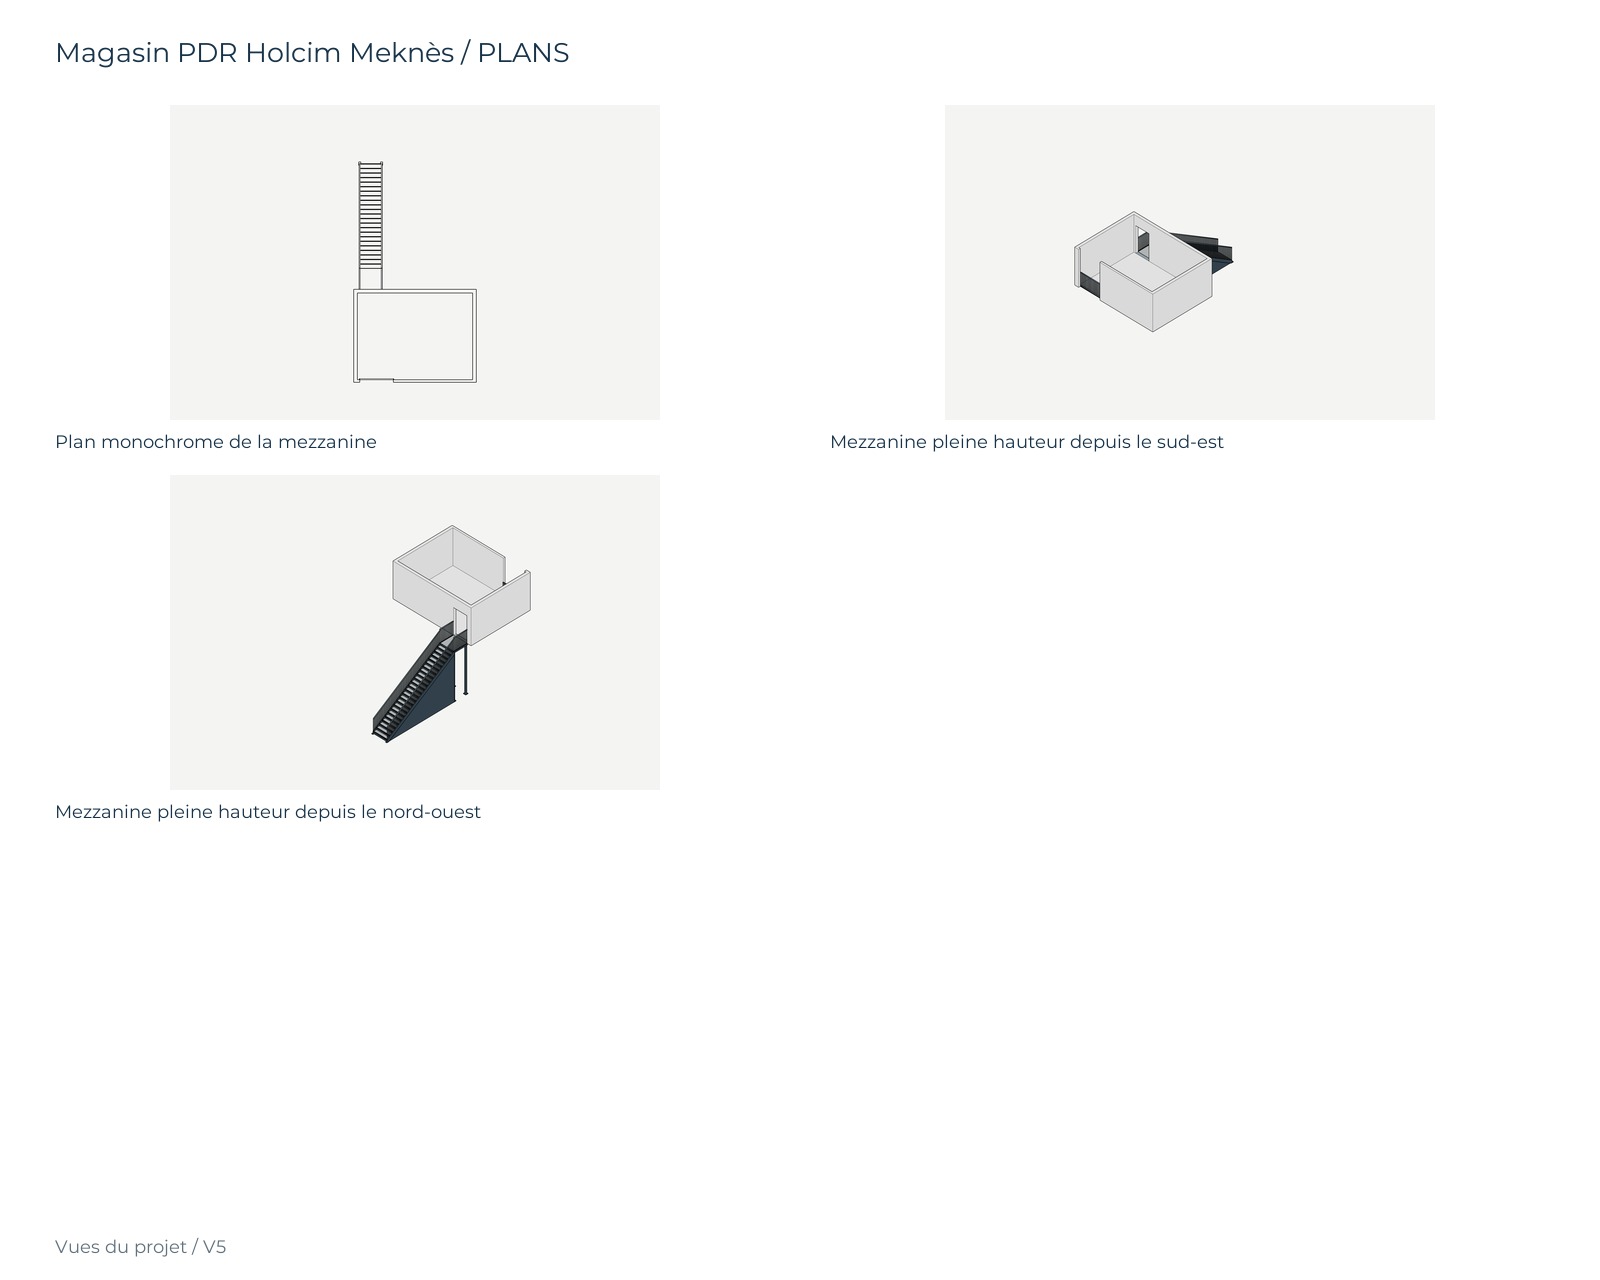 Magasin PDR Holcim Meknès / PLANS
Plan monochrome de la mezzanine
Mezzanine pleine hauteur depuis le sud-est
Mezzanine pleine hauteur depuis le nord-ouest
Vues du projet / V5